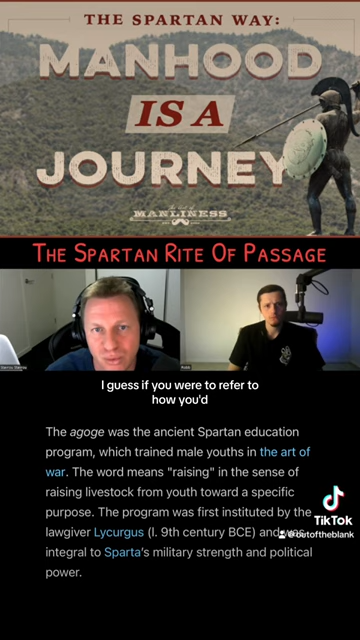 THE SPARTAN WAY:
MANHOOD
IS A
JOURNEY
the art of
MANLINESS
THE SPARTAN RITE OF PASSAGE
I guess if you were to refer to
how you'd
The agoge was the ancient Spartan education
program, which trained male youths in the art of
war. The word means "raising" in the sense of
raising livestock from youth toward a specific
purpose. The program was first instituted by the
lawgiver Lycurgus (l. 9th century BCE) and was
integral to Sparta's military strength and political
power.
TikTok
@outoftheblank